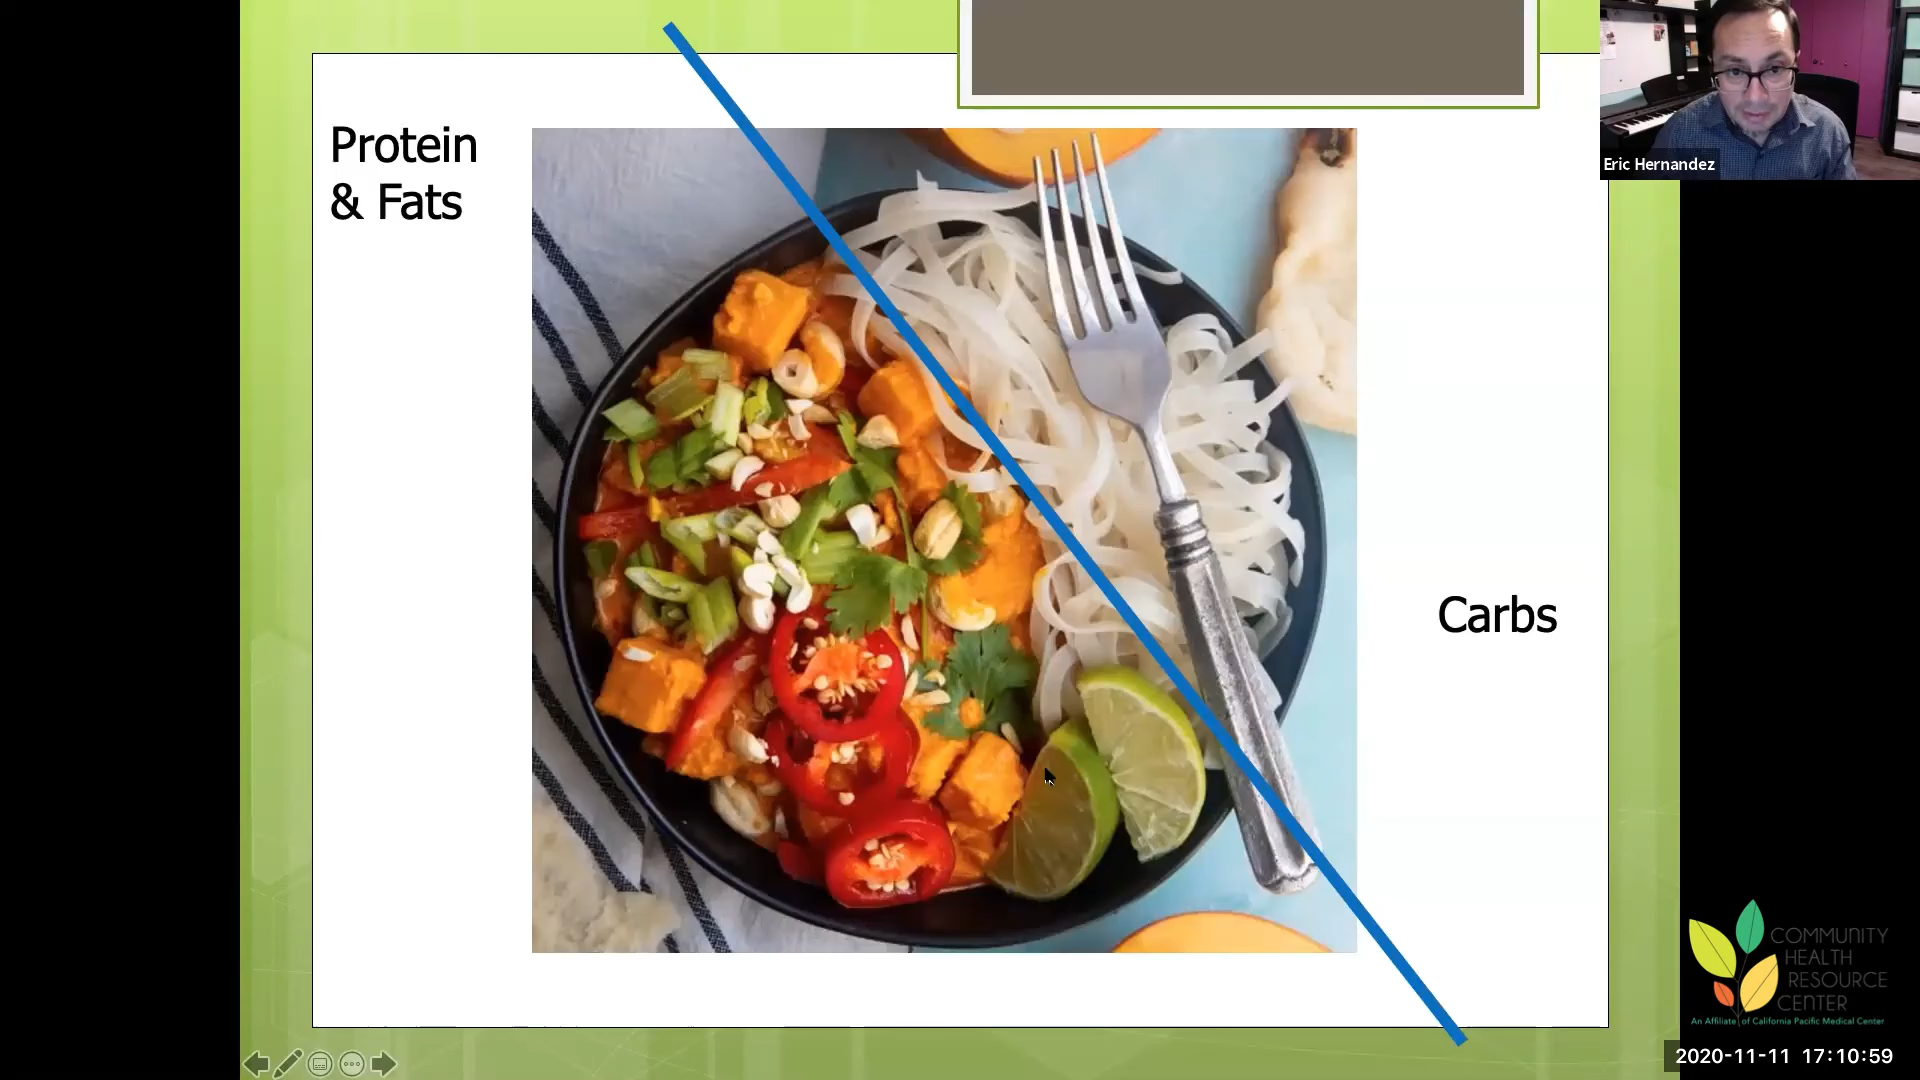 Protein
& Fats
Carbs
Eric Hernandez
COMMUNITY
HEALTH
RESOURCE
CENTER
An Affiliate of California Pacific Medical Center
2020-11-11 17:10:59